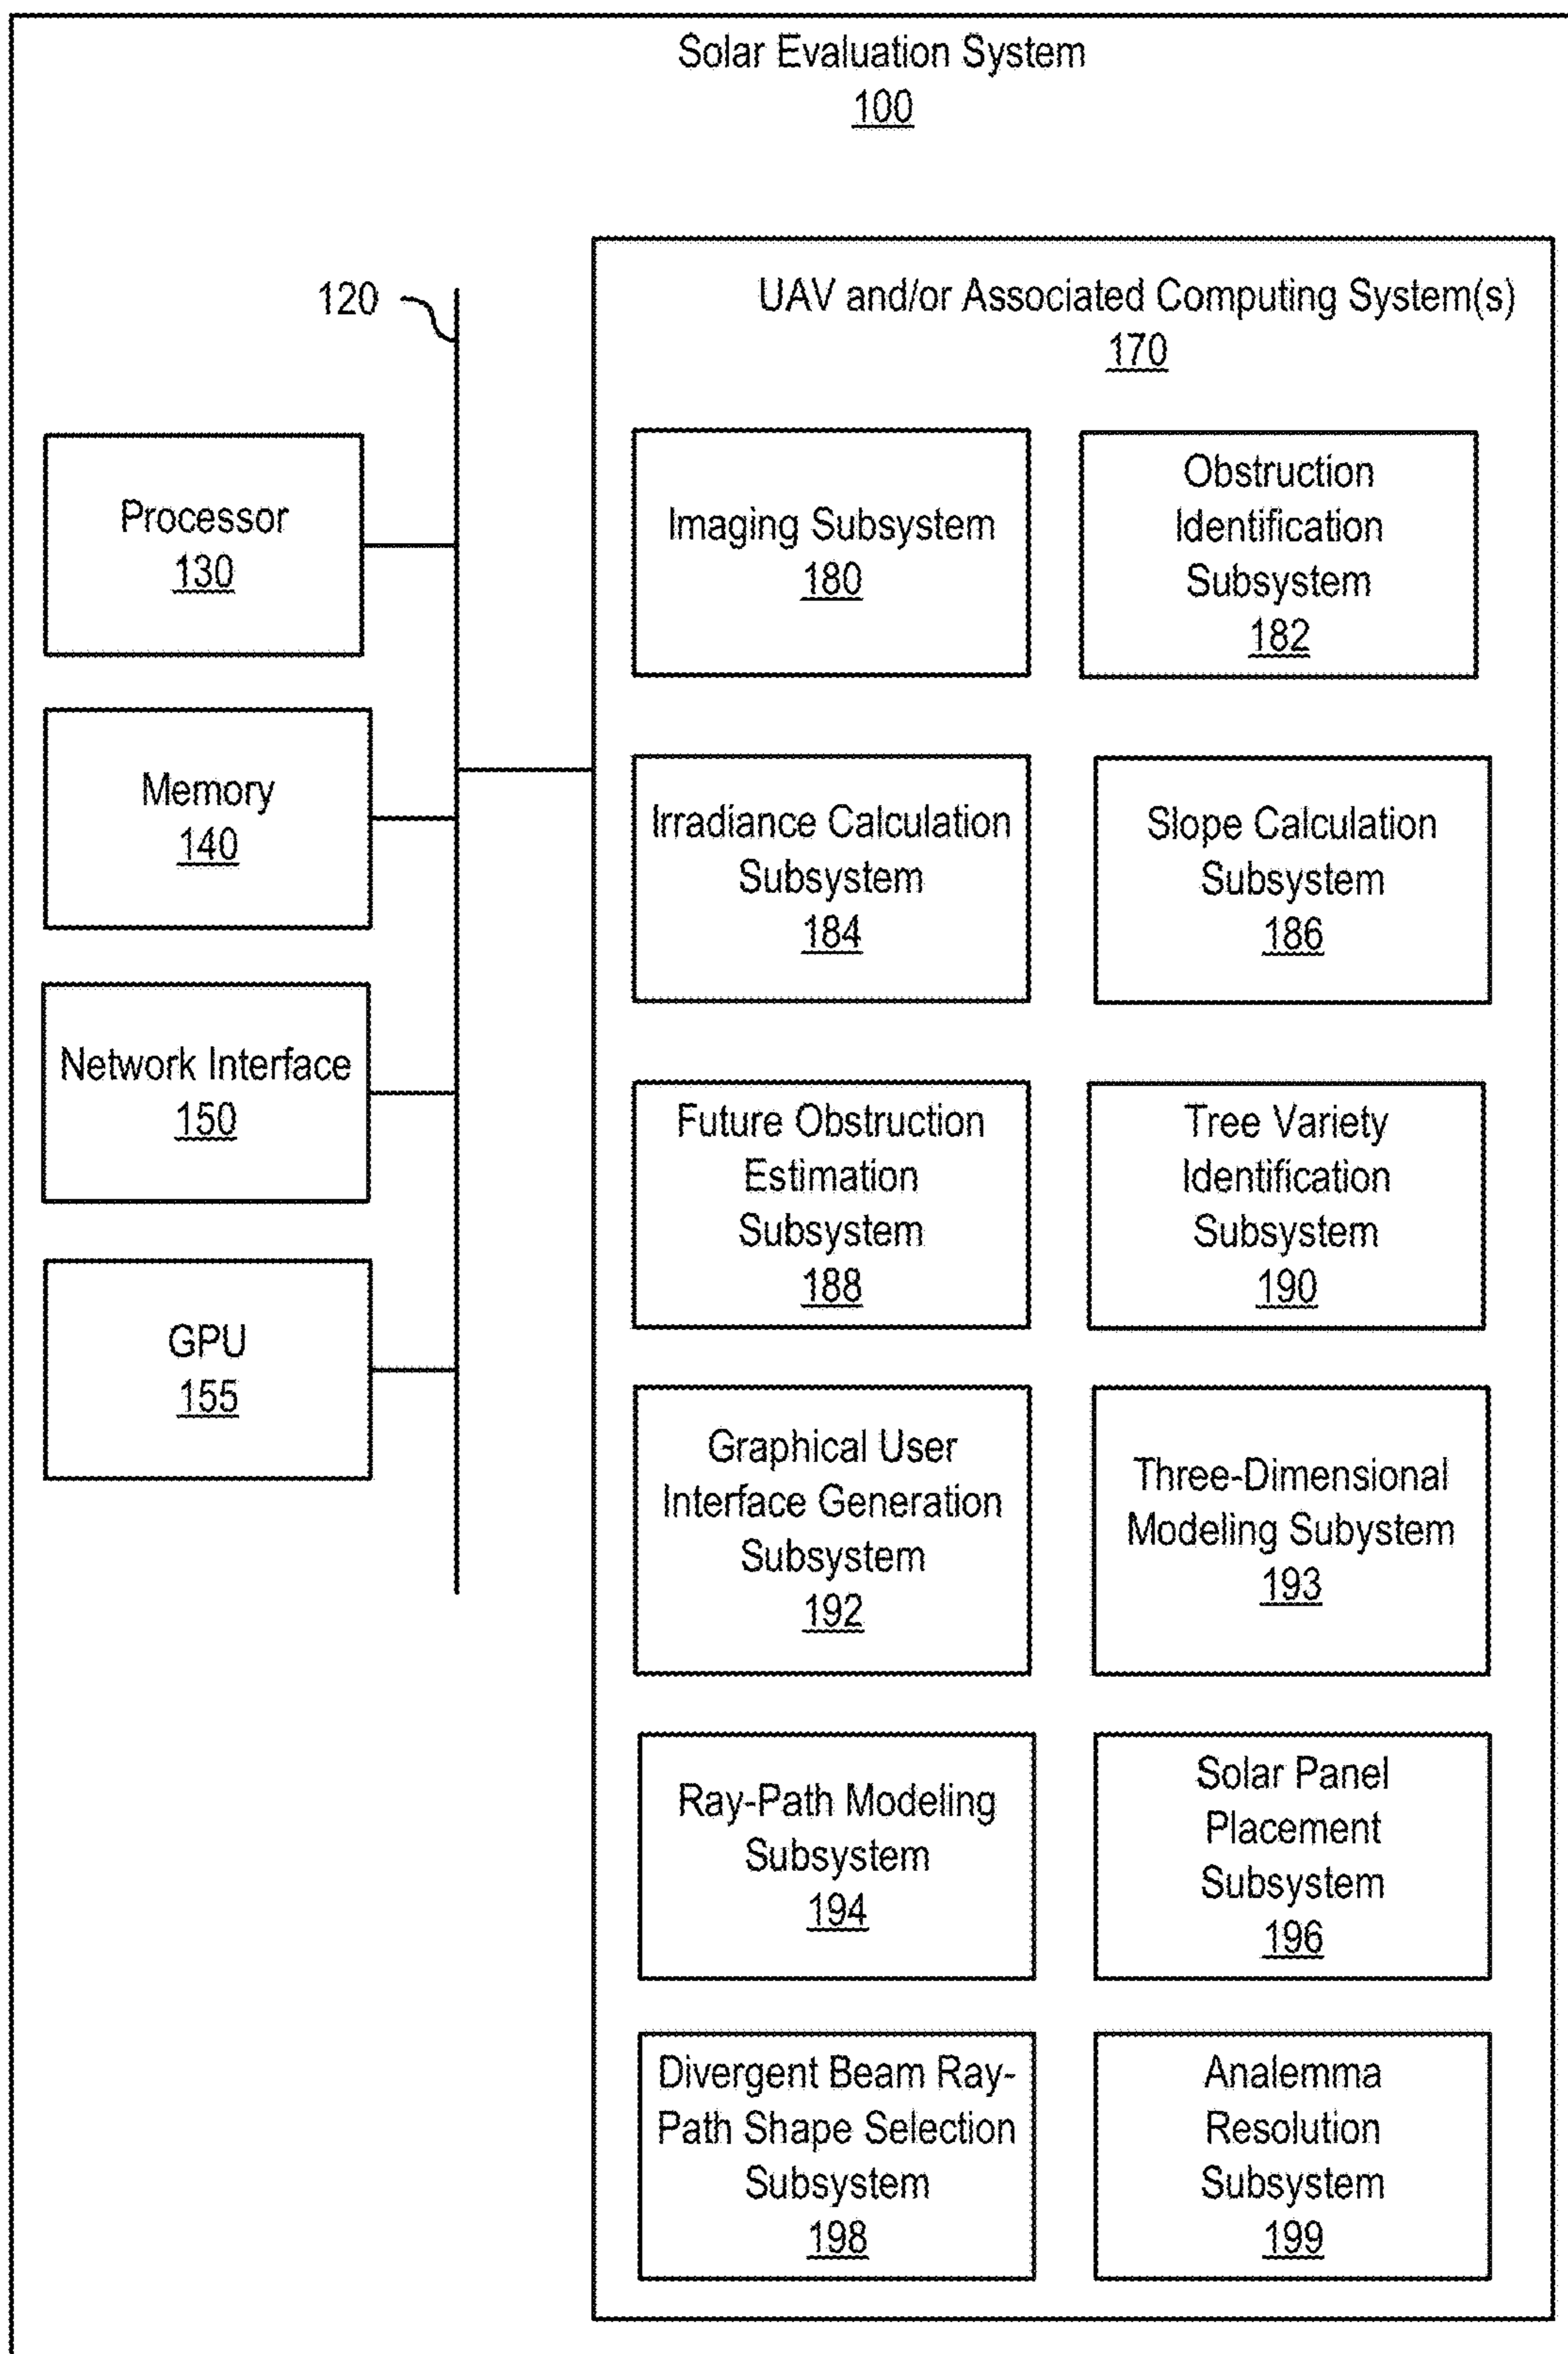 Solar Evaluation System
100
120
UAV and/or Associated Computing System(s)
170
Processor
130
Memory
140
Network Interface
150
GPU
155
Imaging Subsystem
180
Obstruction
Identification
Subsystem
182
Irradiance Calculation
Subsystem
184
Slope Calculation
Subsystem
186
Future Obstruction
Estimation
Subsystem
188
Tree Variety
Identification
Subsystem
190
Graphical User
Interface Generation
Subsystem
192
Three-Dimensional
Modeling Subystem
193
Ray-Path Modeling
Subsystem
194
Solar Panel
Placement
Subsystem
196
Divergent Beam Ray-
Path Shape Selection
Subsystem
198
Analemma
Resolution
Subsystem
199